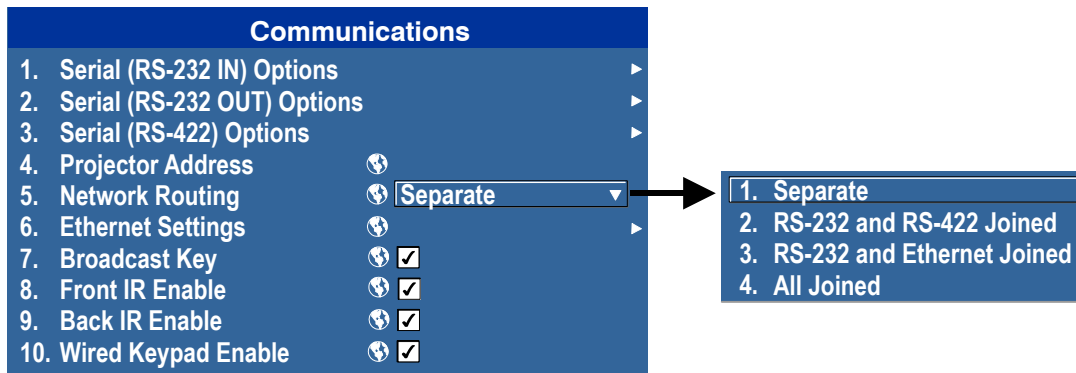 Communications
1. Serial (RS-232 IN) Options
2. Serial (RS-232 OUT) Options
3. Serial (RS-422) Options
4. Projector Address
5. Network Routing Separate
6. Ethernet Settings
7. Broadcast Key
8. Front IR Enable
9. Back IR Enable
10. Wired Keypad Enable
1. Separate
2. RS-232 and RS-422 Joined
3. RS-232 and Ethernet Joined
4. All Joined